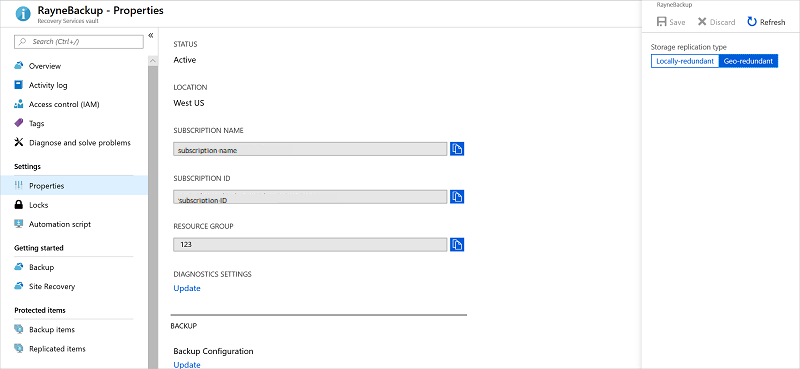 RayneBackup - Properties
Recovery Services vault
Search (Ctrl+/)
«
Overview
Activity log
Access control (IAM)
Tags
Diagnose and solve problems
Settings
Properties
Locks
Automation script
Getting started
Backup
Site Recovery
Protected items
Backup items
Replicated items
STATUS
Active
LOCATION
West US
SUBSCRIPTION NAME
subscription name
SUBSCRIPTION ID
subscription ID
RESOURCE GROUP
123
DIAGNOSTICS SETTINGS
Update
BACKUP
Backup Configuration
Update
RayneBackup
Save Discard Refresh
Storage replication type
Locally-redundant Geo-redundant